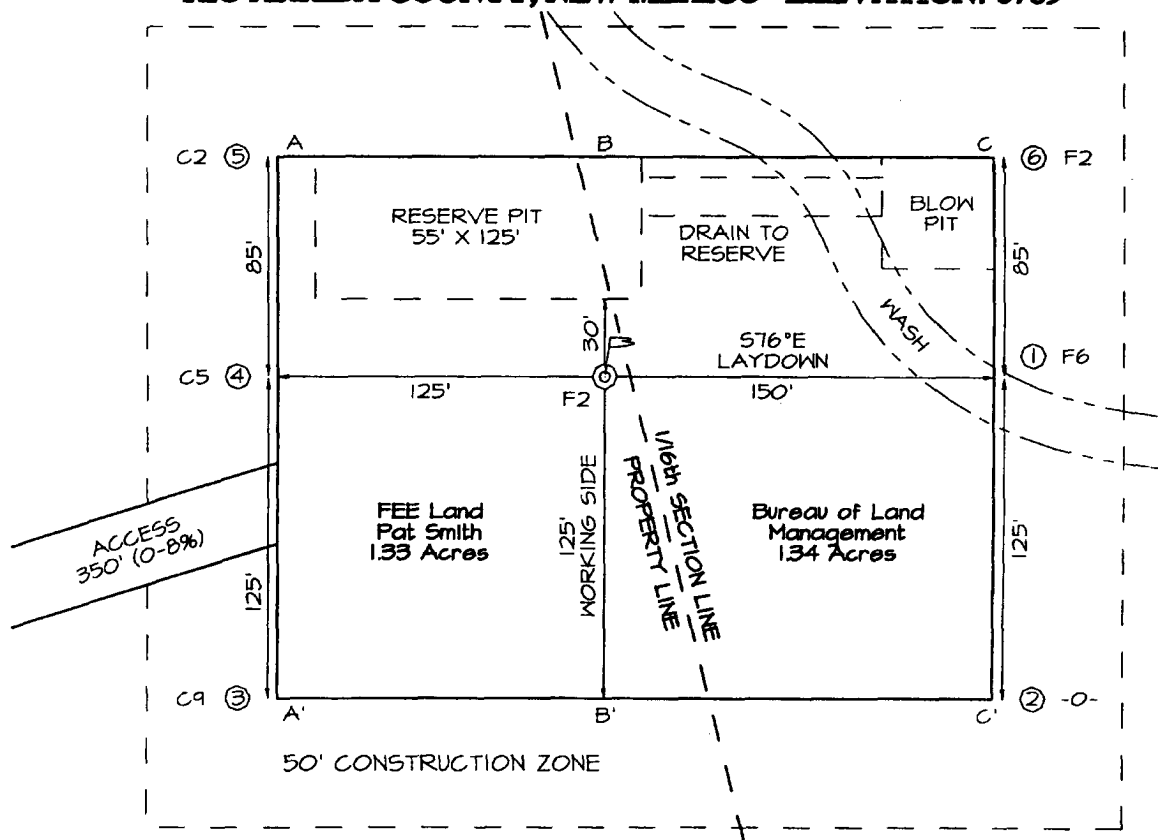 A
B
C
C2 ⑤
⑥ F2
RESERVE PIT
55' X 125'
BLOW
PIT
DRAIN TO
RESERVE
85'
85'
WASH
30'
S76°E
LAYDOWN
① F6
C5 ④
125'
F2
150'
1/16th SECTION LINE
PROPERTY LINE
WORKING SIDE
125'
FEE Land
Pat Smith
1.33 Acres
Bureau of Land
Management
1.34 Acres
ACCESS
350' (0-8%)
125'
125'
C9 ③
② -0-
A'
B'
C'
50' CONSTRUCTION ZONE